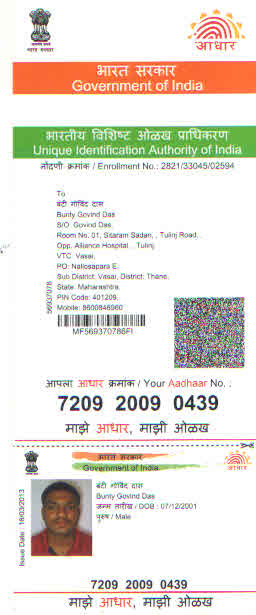 आधार
भारत सरकार
Government of India
भारतीय विशिष्ट ओळख प्राधिकरण
Unique Identification Authority of India
नोंदणी क्रमांक / Enrollment No.: 2821/33045/02594
To
बंटी गोविंद दास
Bunty Govind Das
S/O: Govind Das,
Room No. 01, Sitaram Sadan, , Tulinj Road, ,
Opp. Alliance Hospital, , Tulinj,
VTC: Vasai,
PO: Nallosapara E,
Sub District: Vasai, District: Thane,
State: Maharashtra,
PIN Code: 401209,
Mobile: 8600846960
569370786
MF569370786FI
आपला आधार क्रमांक / Your Aadhaar No. :
7209 2009 0439
माझे आधार, माझी ओळख
भारत सरकार
Government of India
Issue Date: 18/03/2013
बंटी गोविंद दास
Bunty Govind Das
जन्म तारीख / DOB : 07/12/2001
पुरुष / Male
7209 2009 0439
माझे आधार, माझी ओळख